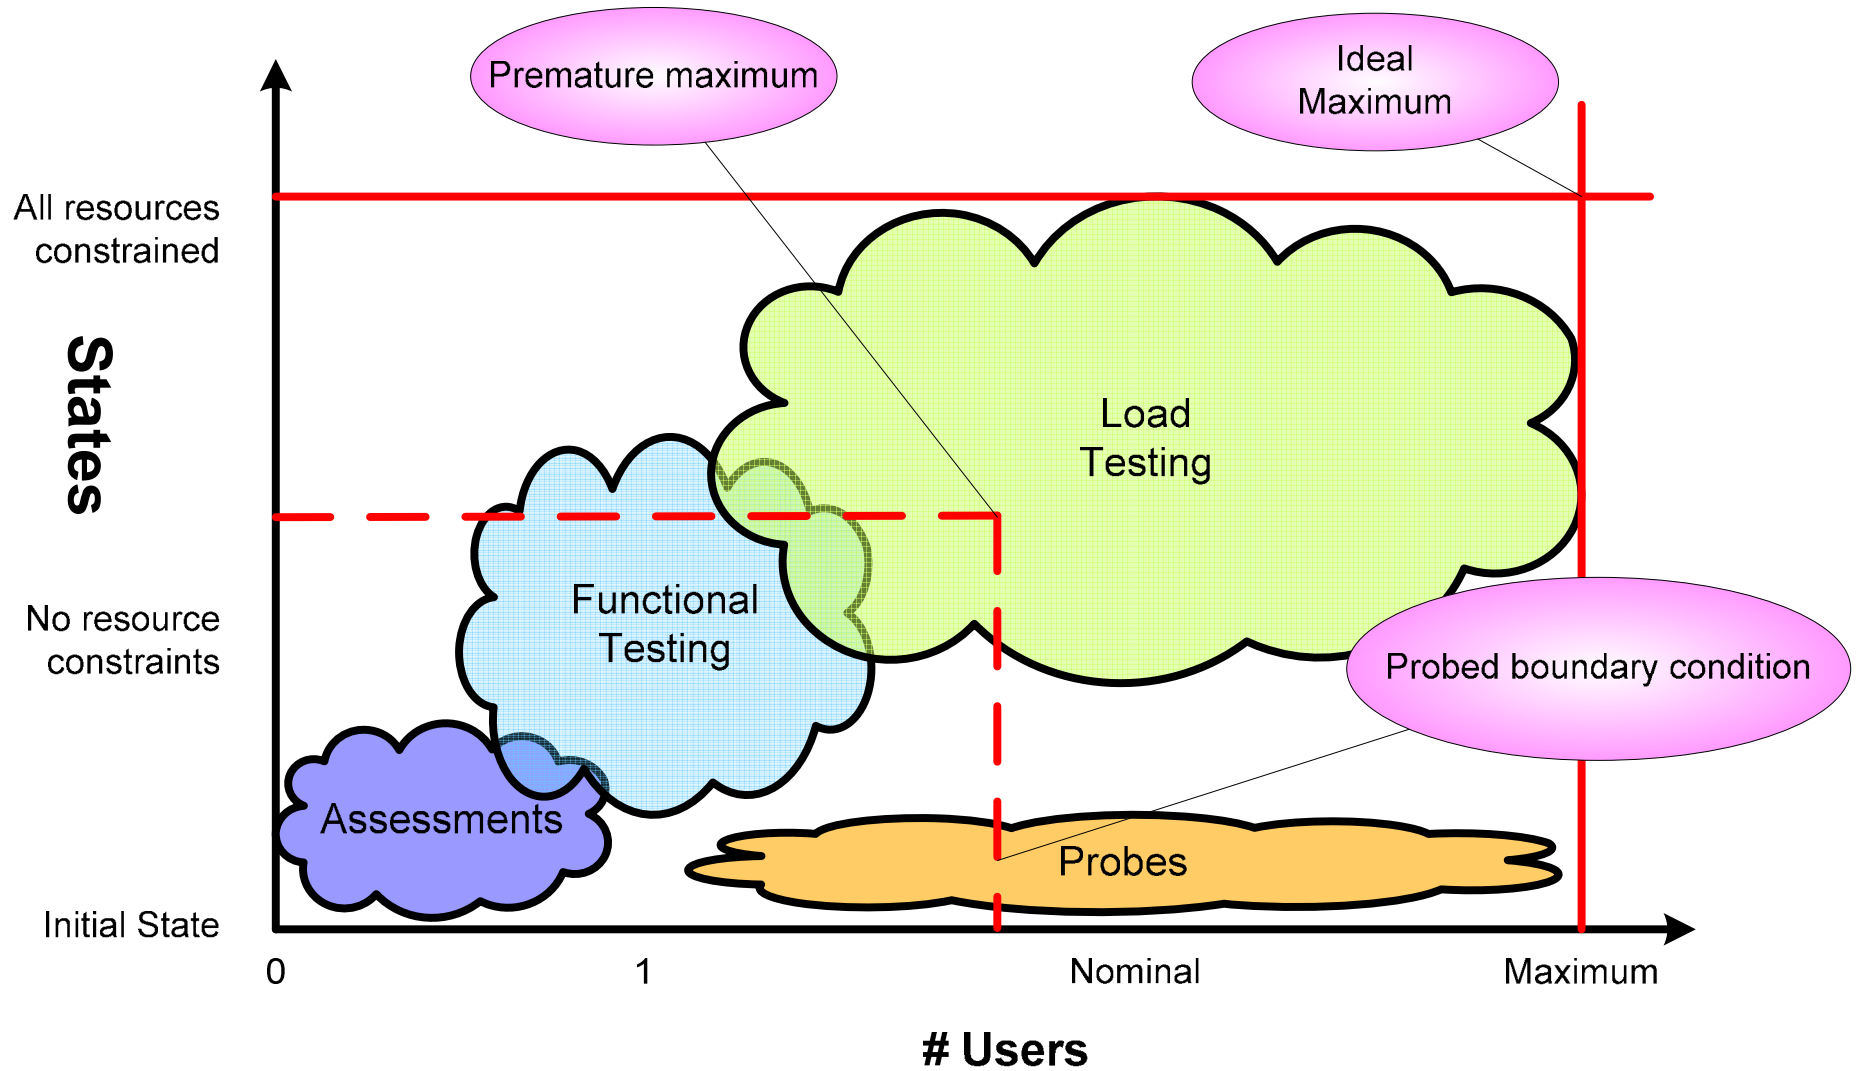 Premature maximum
Ideal
Maximum
All resources
constrained
States
Load
Testing
Functional
Testing
No resource
constraints
Probed boundary condition
Assessments
Probes
Initial State
0
1
Nominal
Maximum
# Users